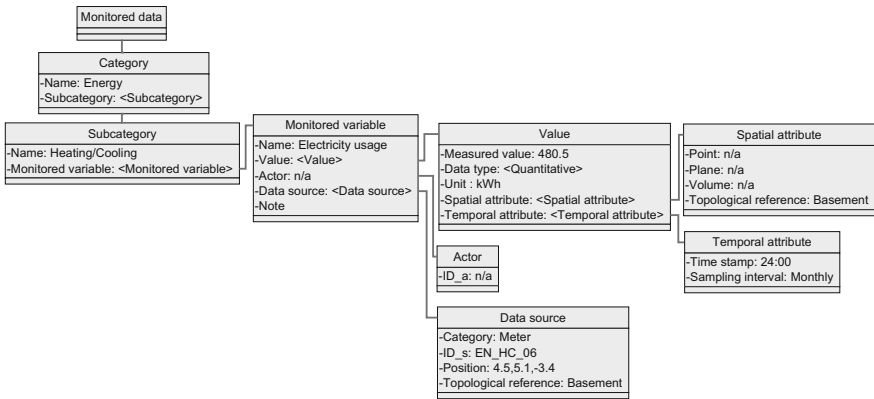 Monitored data
Category
-Name: Energy
-Subcategory: <Subcategory>
Subcategory
-Name: Heating/Cooling
-Monitored variable: <Monitored variable>
Monitored variable
-Name: Electricity usage
-Value: <Value>
-Actor: n/a
-Data source: <Data source>
-Note
Value
-Measured value: 480.5
-Data type: <Quantitative>
-Unit : kWh
-Spatial attribute: <Spatial attribute>
-Temporal attribute: <Temporal attribute>
Spatial attribute
-Point: n/a
-Plane: n/a
-Volume: n/a
-Topological reference: Basement
Temporal attribute
-Time stamp: 24:00
-Sampling interval: Monthly
Actor
-ID_a: n/a
Data source
-Category: Meter
-ID_s: EN_HC_06
-Position: 4.5,5.1,-3.4
-Topological reference: Basement